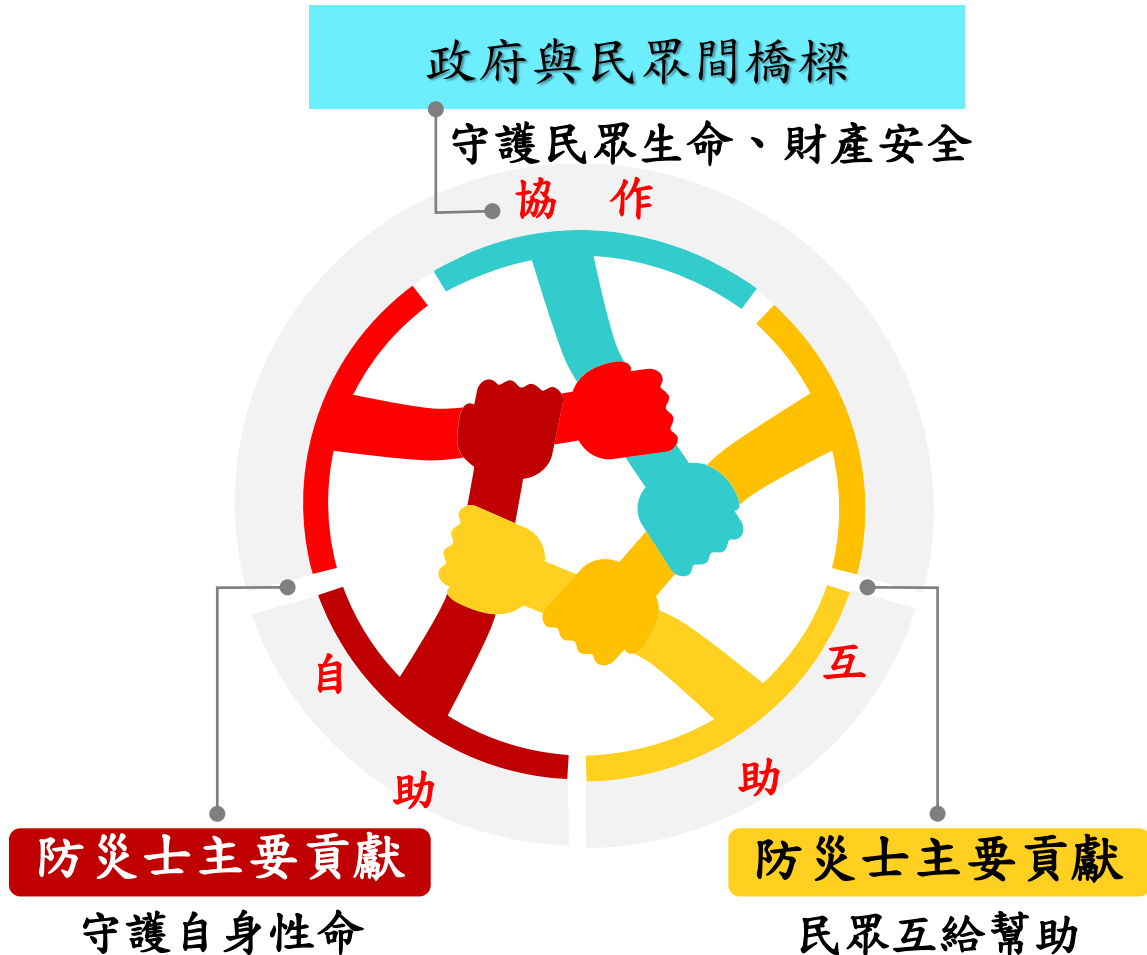 政府與民眾間橋樑
守護民眾生命、財產安全
協 作
自
助
互
助
防災士主要貢獻
守護自身性命
防災士主要貢獻
民眾互給幫助